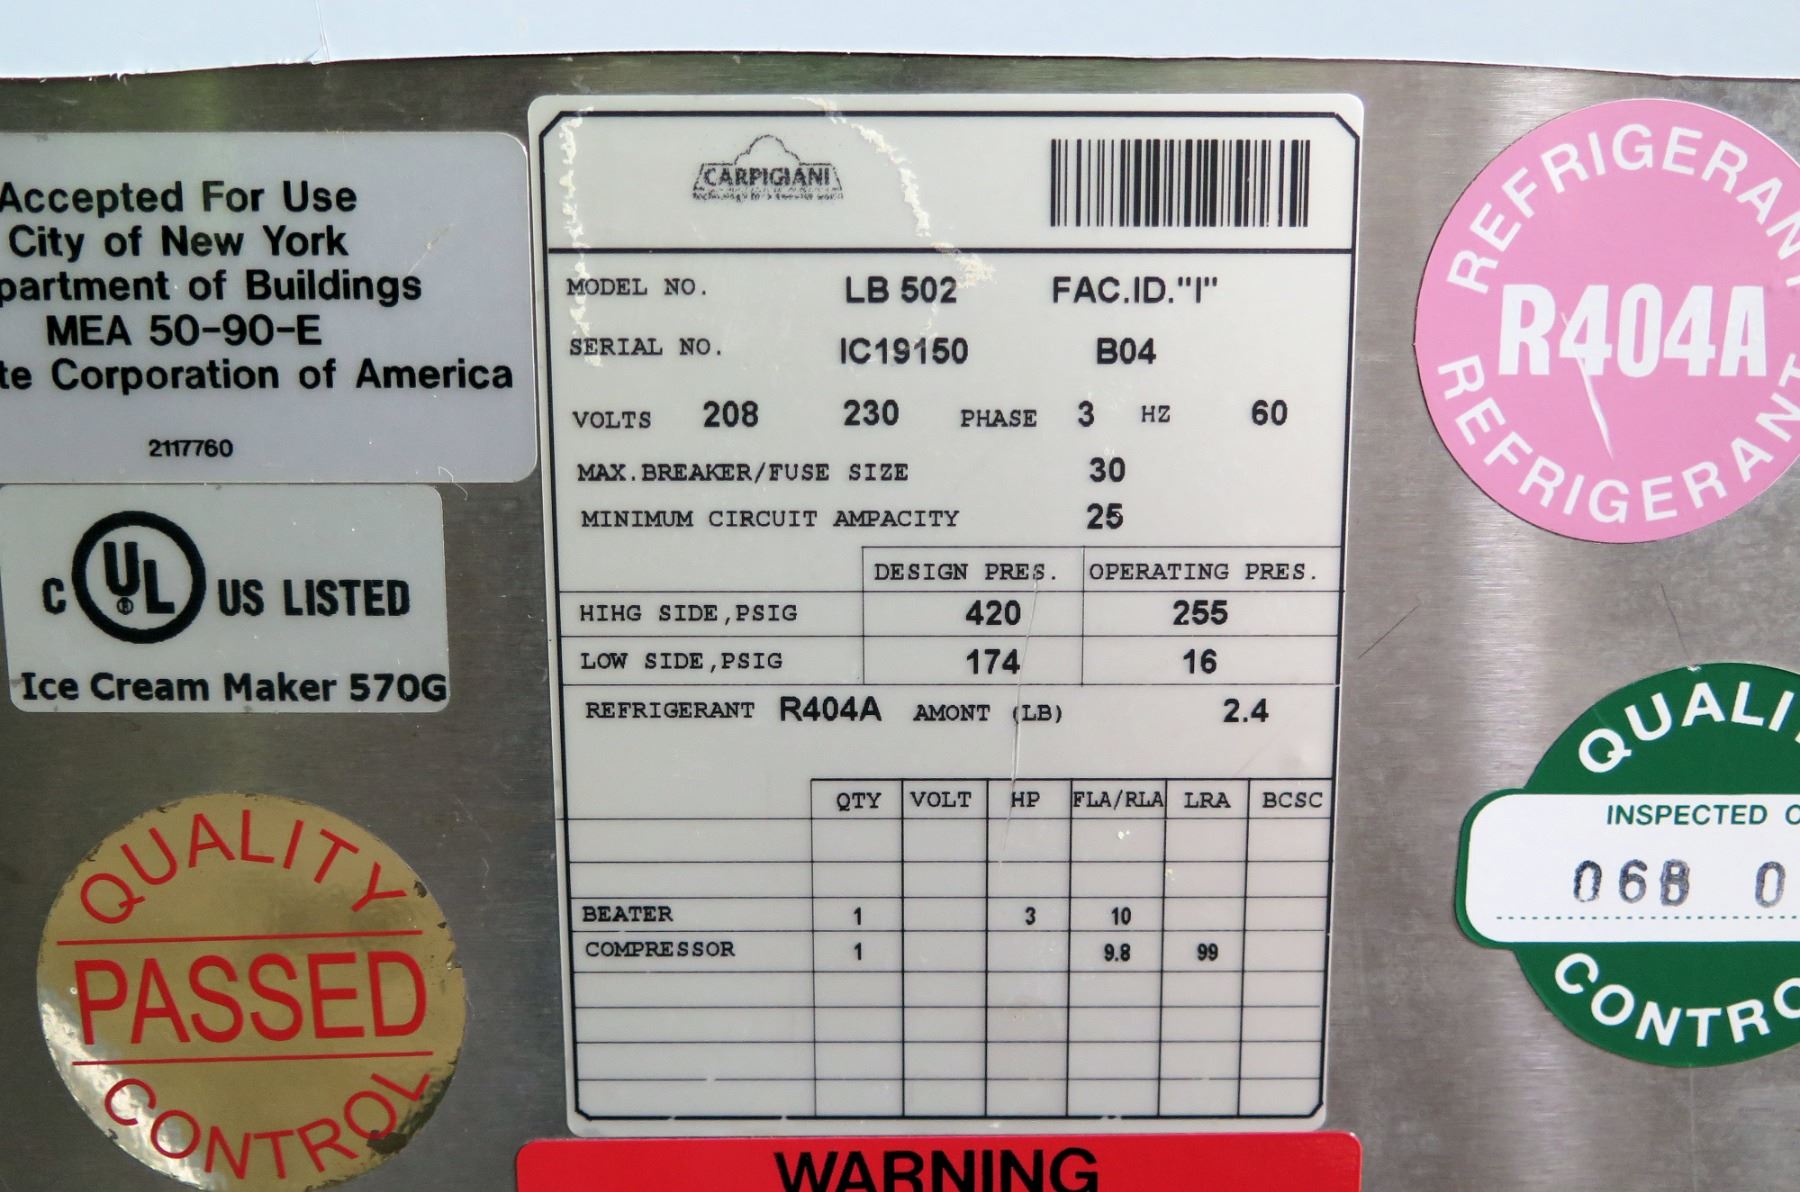 Accepted For Use
City of New York
partment of Buildings
MEA 50-90-E
te Corporation of America
2117760
C UL ® US LISTED
Ice Cream Maker 570G
QUALITY
PASSED
CONTROL
CARPIGIANI
MODEL NO. LB 502 FAC.ID."I"
SERIAL NO. IC19150 B04
VOLTS 208 230 PHASE 3 HZ 60
MAX.BREAKER/FUSE SIZE 30
MINIMUM CIRCUIT AMPACITY 25
DESIGN PRES. OPERATING PRES.
HIHG SIDE,PSIG 420 255
LOW SIDE,PSIG 174 16
REFRIGERANT R404A AMONT (LB) 2.4
QTY VOLT HP FLA/RLA LRA BCSC
BEATER 1 3 10
COMPRESSOR 1 9.8 99
WARNING
REFRIGERANT
R404A
REFRIGERANT
QUALI
INSPECTED
06B 0
CONTRO